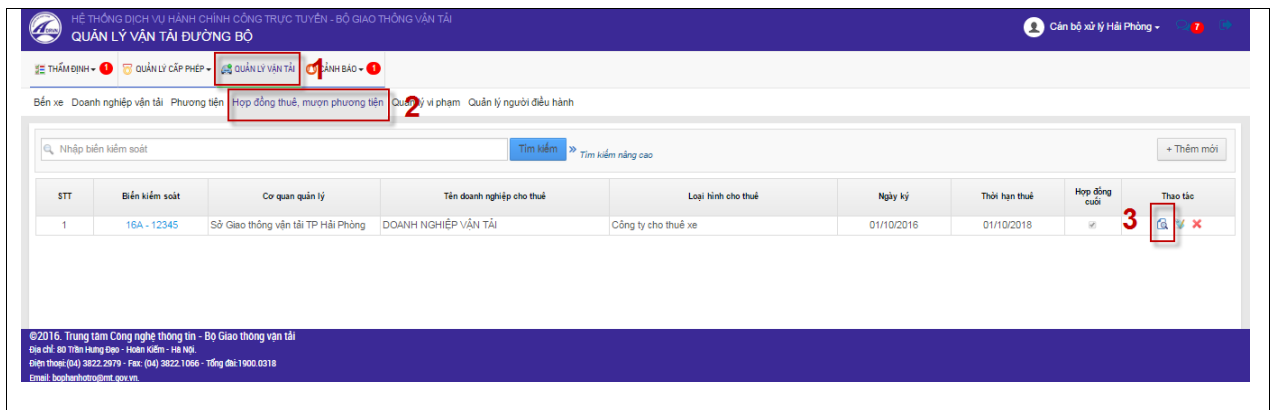 HỆ THỐNG DỊCH VỤ HÀNH CHÍNH CÔNG TRỰC TUYẾN - BỘ GIAO THÔNG VẬN TẢI
QUẢN LÝ VẬN TẢI ĐƯỜNG BỘ
Cán bộ xử lý Hải Phòng 7
THẨM ĐỊNH 1 QUẢN LÝ CẤP PHÉP QUẢN LÝ VẬN TẢI 1 CẢNH BÁO 1
Bến xe Doanh nghiệp vận tải Phương tiện Hợp đồng thuê, mượn phương tiện 2 Quản lý vi phạm Quản lý người điều hành
Nhập biển kiểm soát Tìm kiếm » Tìm kiếm nâng cao + Thêm mới
STT Biển kiểm soát Cơ quan quản lý Tên doanh nghiệp cho thuê Loại hình cho thuê Ngày ký Thời hạn thuê Hợp đồng cuối Thao tác
1 16A - 12345 Sở Giao thông vận tải TP Hải Phòng DOANH NGHIỆP VẬN TẢI Công ty cho thuê xe 01/10/2016 01/10/2018 3
©2016. Trung tâm Công nghệ thông tin - Bộ Giao thông vận tải
Địa chỉ: 80 Trần Hưng Đạo - Hoàn Kiếm - Hà Nội.
Điện thoại:(04) 3822.2979 - Fax: (04) 3822.1066 - Tổng đài:1900.0318
Email: bophanhotro@mt.gov.vn.